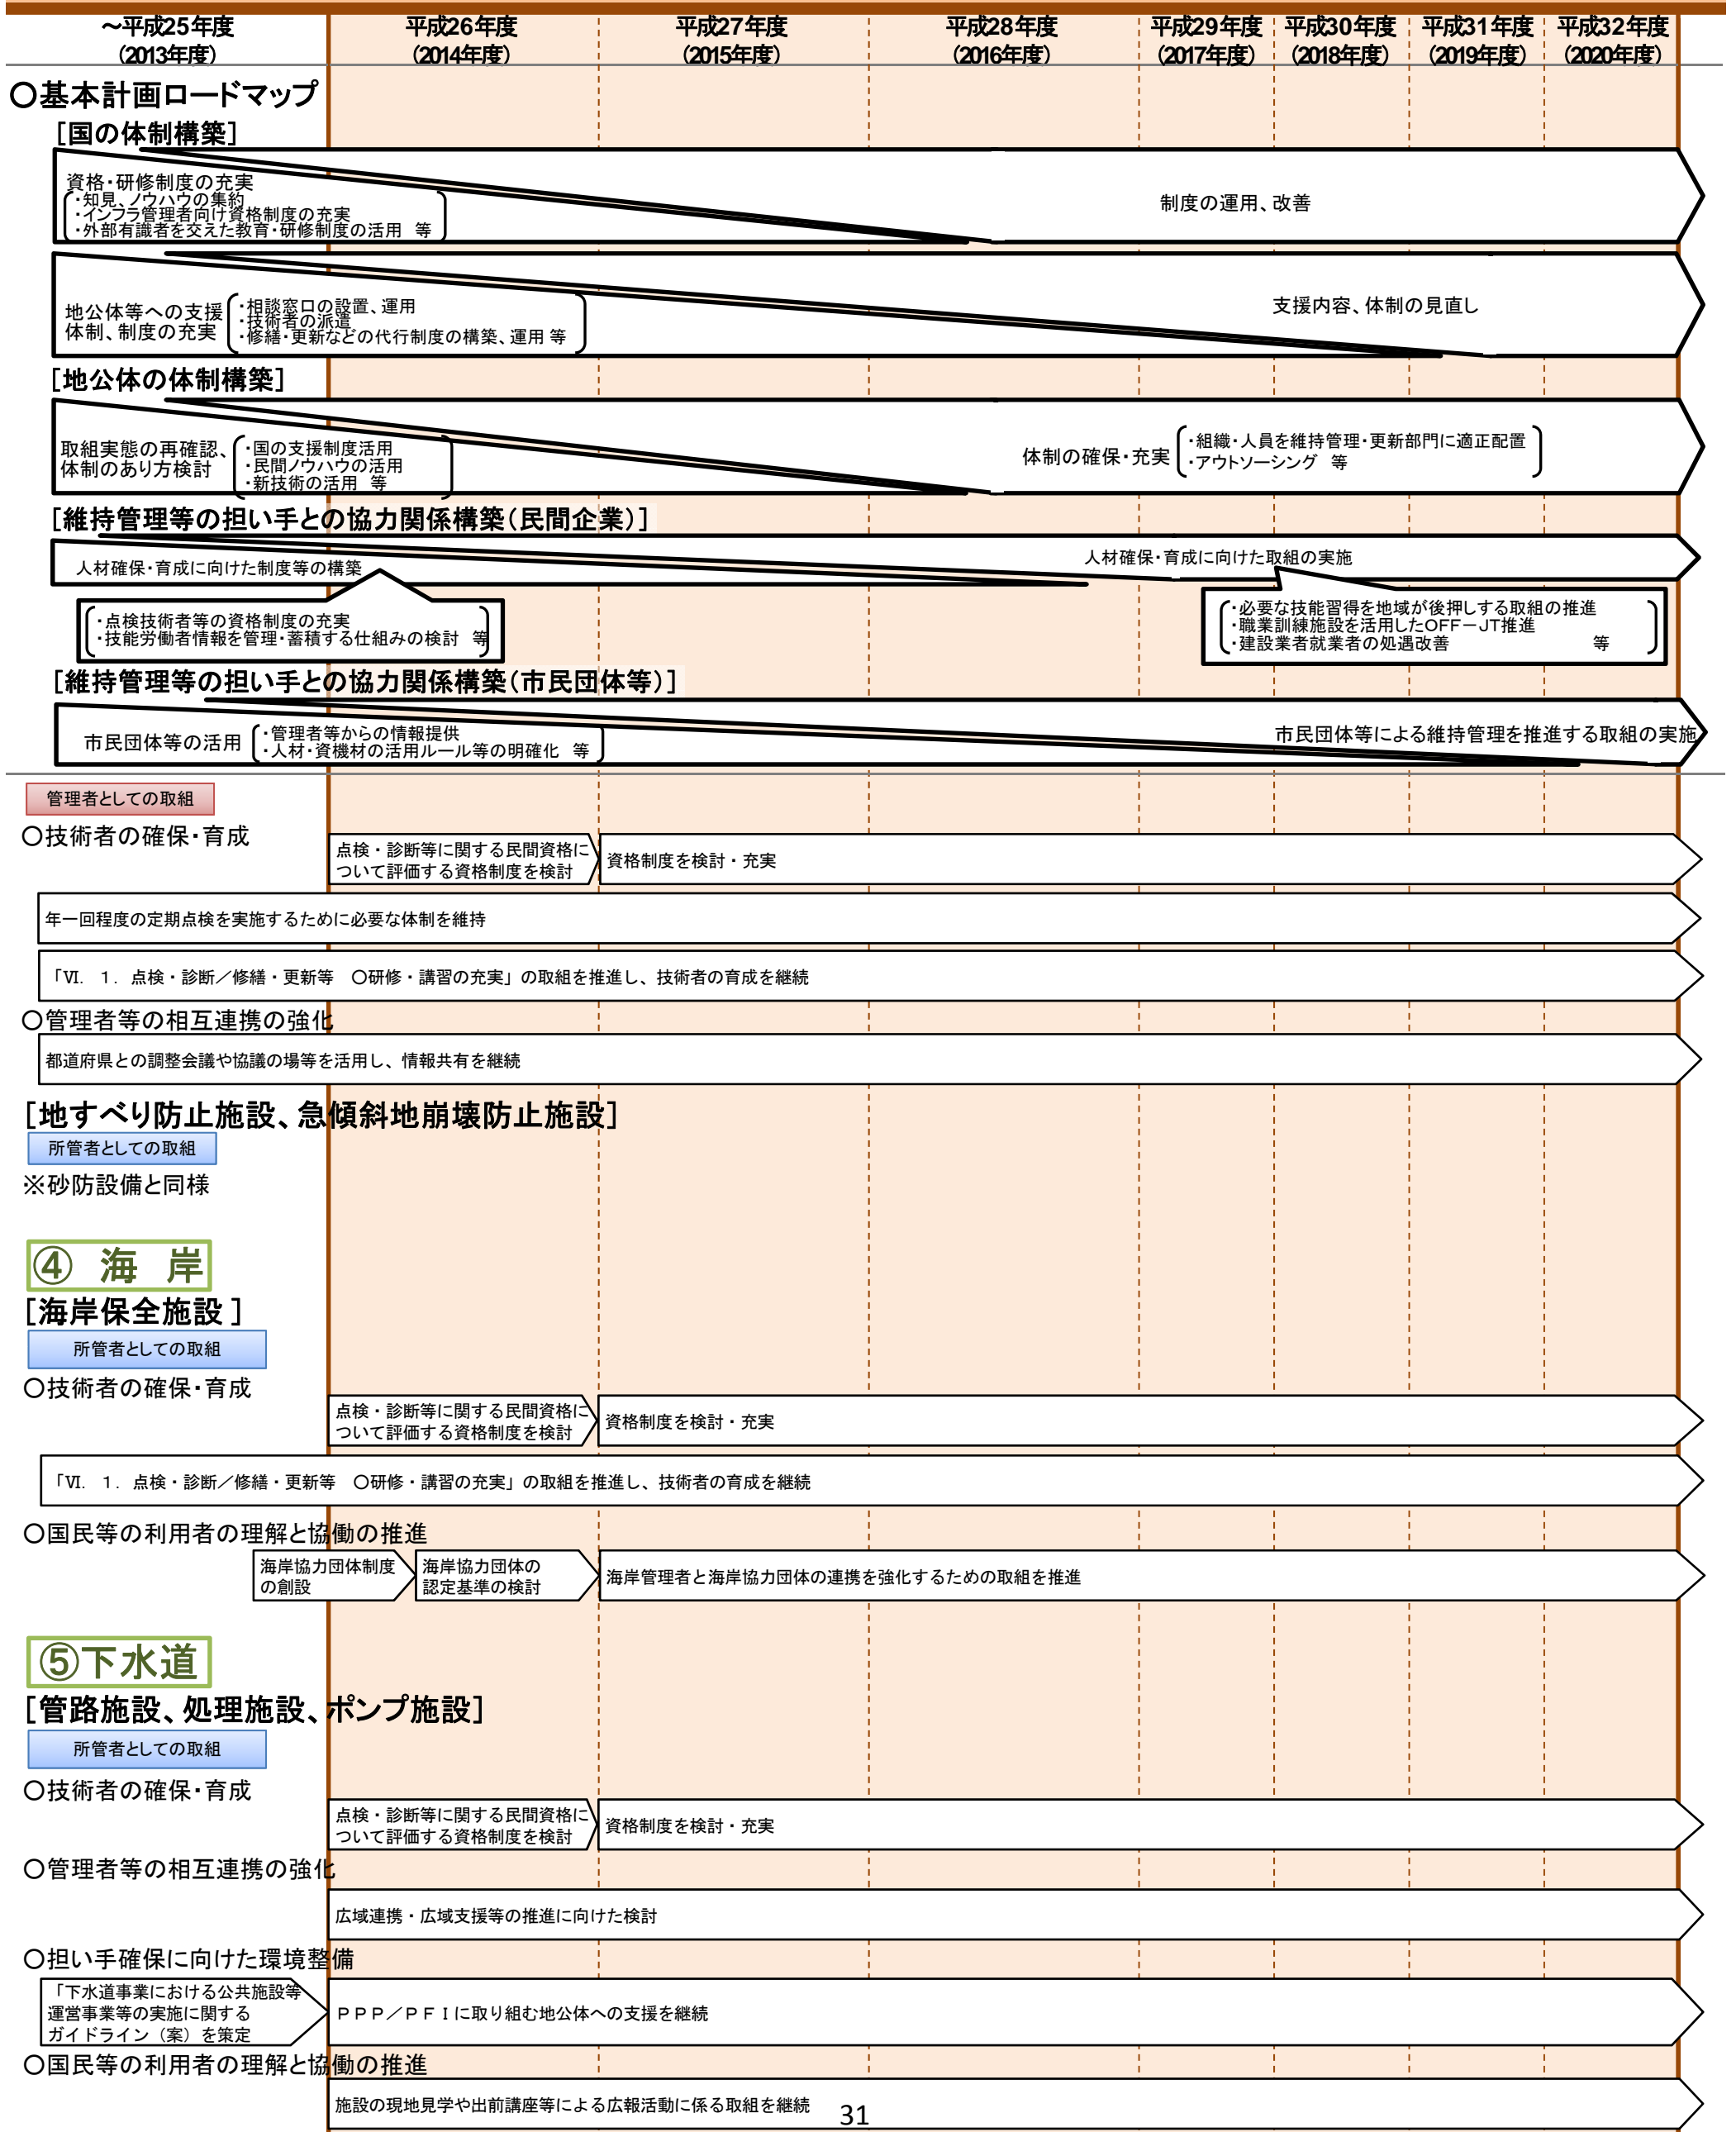 ～平成25年度 平成26年度 平成27年度 平成28年度 平成29年度 平成30年度 平成31年度 平成32年度
（2013年度） （2014年度） （2015年度） （2016年度） （2017年度） （2018年度） （2019年度） （2020年度）
○基本計画ロードマップ
［国の体制構築］
資格・研修制度の充実
・知見、ノウハウの集約
・インフラ管理者向け資格制度の充実
・外部有識者を交えた教育・研修制度の活用　等
制度の運用、改善
地公体等への支援
体制、制度の充実
・相談窓口の設置、運用
・技術者の派遣
・修繕・更新などの代行制度の構築、運用 等
支援内容、体制の見直し
［地公体の体制構築］
取組実態の再確認、
体制のあり方検討
・国の支援制度活用
・民間ノウハウの活用
・新技術の活用　等
体制の確保・充実
・組織・人員を維持管理・更新部門に適正配置
・アウトソーシング　等
［維持管理等の担い手との協力関係構築（民間企業）］
人材確保・育成に向けた制度等の構築
人材確保・育成に向けた取組の実施
・点検技術者等の資格制度の充実
・技能労働者情報を管理・蓄積する仕組みの検討　等
・必要な技能習得を地域が後押しする取組の推進
・職業訓練施設を活用したOFF－JT推進
・建設業者就業者の処遇改善　　　　　　　　等
［維持管理等の担い手との協力関係構築（市民団体等）］
市民団体等の活用
・管理者等からの情報提供
・人材・資機材の活用ルール等の明確化　等
市民団体等による維持管理を推進する取組の実施
管理者としての取組
○技術者の確保・育成
点検・診断等に関する民間資格に
ついて評価する資格制度を検討
資格制度を検討・充実
年一回程度の定期点検を実施するために必要な体制を維持
「Ⅵ．１．点検・診断／修繕・更新等　○研修・講習の充実」の取組を推進し、技術者の育成を継続
○管理者等の相互連携の強化
都道府県との調整会議や協議の場等を活用し、情報共有を継続
［地すべり防止施設、急傾斜地崩壊防止施設］
所管者としての取組
※砂防設備と同様
④　海　岸
［海岸保全施設 ］
所管者としての取組
○技術者の確保・育成
点検・診断等に関する民間資格に
ついて評価する資格制度を検討
資格制度を検討・充実
「Ⅵ．１．点検・診断／修繕・更新等　○研修・講習の充実」の取組を推進し、技術者の育成を継続
○国民等の利用者の理解と協働の推進
海岸協力団体制度
の創設
海岸協力団体の
認定基準の検討
海岸管理者と海岸協力団体の連携を強化するための取組を推進
⑤下水道
［管路施設、処理施設、ポンプ施設］
所管者としての取組
○技術者の確保・育成
点検・診断等に関する民間資格に
ついて評価する資格制度を検討
資格制度を検討・充実
○管理者等の相互連携の強化
広域連携・広域支援等の推進に向けた検討
○担い手確保に向けた環境整備
「下水道事業における公共施設等
運営事業等の実施に関する
ガイドライン（案）を策定
ＰＰＰ／ＰＦＩに取り組む地公体への支援を継続
○国民等の利用者の理解と協働の推進
施設の現地見学や出前講座等による広報活動に係る取組を継続
31